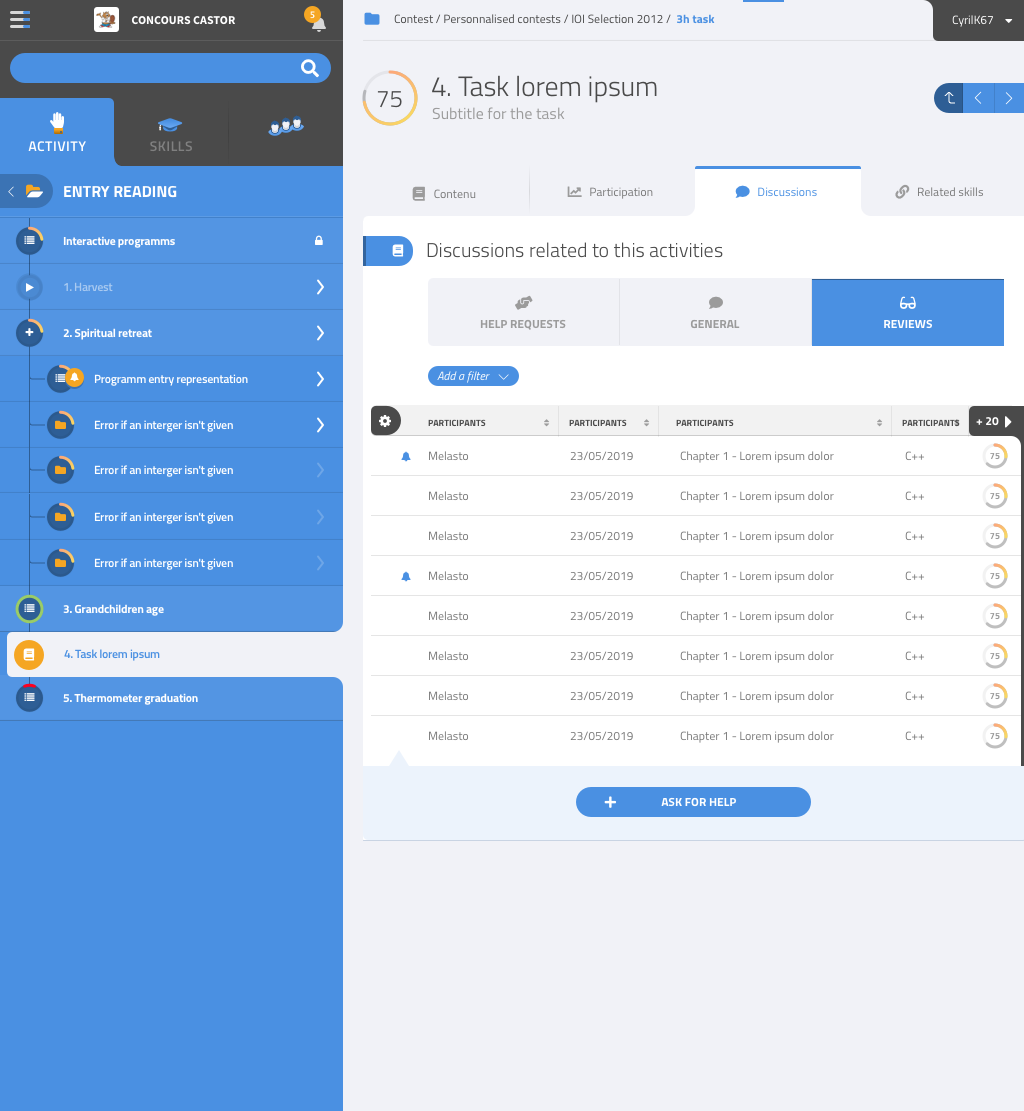 CONCOURS CASTOR
5
Contest / Personnalised contests / IOI Selection 2012 / 3h task
CyrilK67
75
4. Task lorem ipsum
Subtitle for the task
ACTIVITY
SKILLS
ENTRY READING
Interactive programms
1. Harvest
2. Spiritual retreat
Programm entry representation
Error if an interger isn't given
Error if an interger isn't given
Error if an interger isn't given
Error if an interger isn't given
3. Grandchildren age
4. Task lorem ipsum
5. Thermometer graduation
Contenu
Participation
Discussions
Related skills
Discussions related to this activities
HELP REQUESTS
GENERAL
REVIEWS
Add a filter
PARTICIPANTS PARTICIPANTS PARTICIPANTS PARTICIPANTS + 20
Melasto 23/05/2019 Chapter 1 - Lorem ipsum dolor C++ 75
Melasto 23/05/2019 Chapter 1 - Lorem ipsum dolor C++ 75
Melasto 23/05/2019 Chapter 1 - Lorem ipsum dolor C++ 75
Melasto 23/05/2019 Chapter 1 - Lorem ipsum dolor C++ 75
Melasto 23/05/2019 Chapter 1 - Lorem ipsum dolor C++ 75
Melasto 23/05/2019 Chapter 1 - Lorem ipsum dolor C++ 75
Melasto 23/05/2019 Chapter 1 - Lorem ipsum dolor C++ 75
Melasto 23/05/2019 Chapter 1 - Lorem ipsum dolor C++ 75
ASK FOR HELP